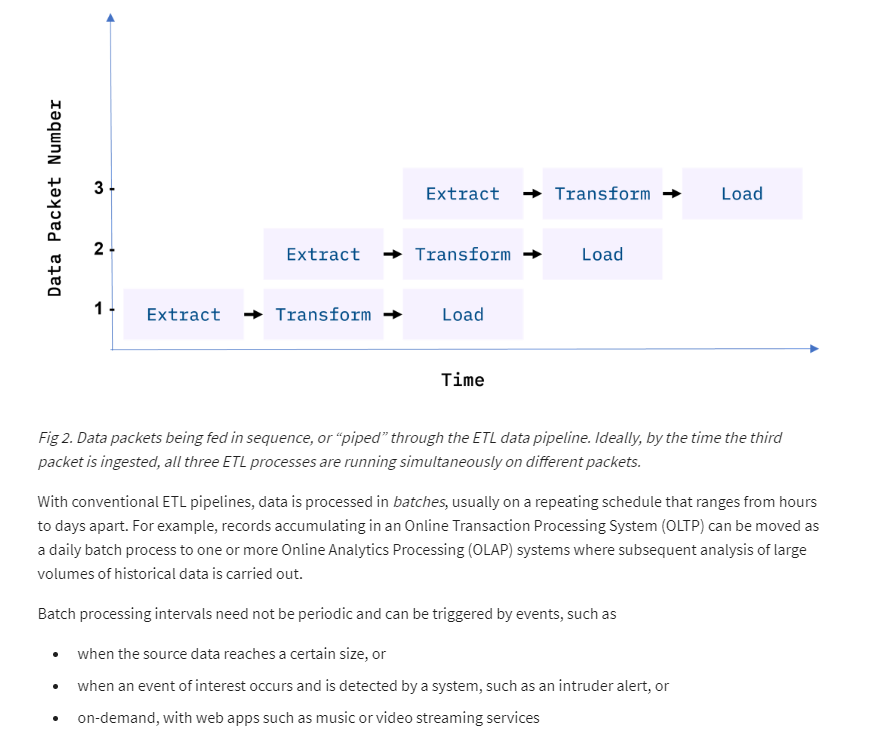 Data Packet Number
3
Extract
Transform
Load
2
Extract
Transform
Load
1
Extract
Transform
Load
Time
Fig 2. Data packets being fed in sequence, or “piped” through the ETL data pipeline. Ideally, by the time the third
packet is ingested, all three ETL processes are running simultaneously on different packets.
With conventional ETL pipelines, data is processed in batches, usually on a repeating schedule that ranges from hours
to days apart. For example, records accumulating in an Online Transaction Processing System (OLTP) can be moved as
a daily batch process to one or more Online Analytics Processing (OLAP) systems where subsequent analysis of large
volumes of historical data is carried out.
Batch processing intervals need not be periodic and can be triggered by events, such as
• when the source data reaches a certain size, or
• when an event of interest occurs and is detected by a system, such as an intruder alert, or
• on-demand, with web apps such as music or video streaming services